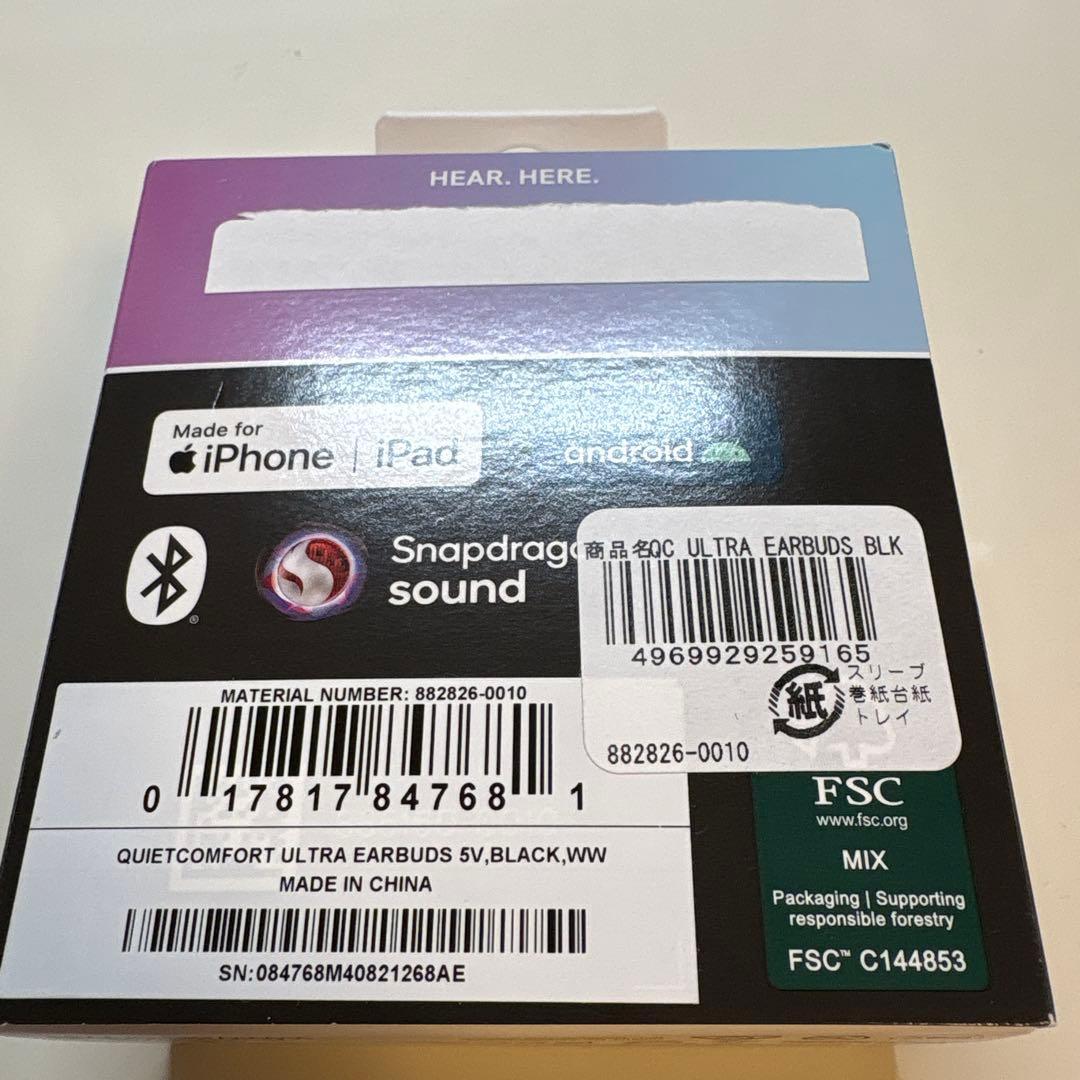 HEAR. HERE.
Made for
iPhone | iPad
android
Snapdrago
sound
商品名QC ULTRA EARBUDS BLK
4969929259165
紙
スリーブ
巻紙台紙
トレイ
882826-0010
MATERIAL NUMBER: 882826-0010
0 17817 84768 1
QUIETCOMFORT ULTRA EARBUDS 5V,BLACK,WW
MADE IN CHINA
SN:084768M40821268AE
FSC
www.fsc.org
MIX
Packaging | Supporting
responsible forestry
FSC™ C144853